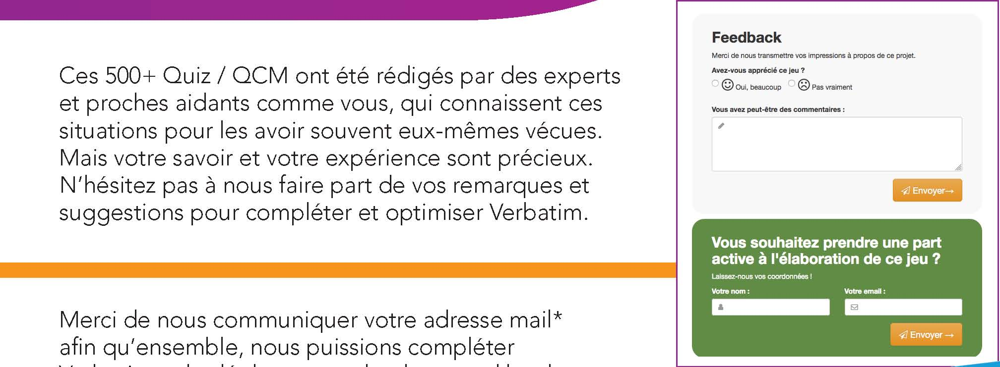 Ces 500+ Quiz / QCM ont été rédigés par des experts
et proches aidants comme vous, qui connaissent ces
situations pour les avoir souvent eux-mêmes vécues.
Mais votre savoir et votre expérience sont précieux.
N’hésitez pas à nous faire part de vos remarques et
suggestions pour compléter et optimiser Verbatim.
Merci de nous communiquer votre adresse mail*
afin qu’ensemble, nous puissions compléter
Feedback
Merci de nous transmettre vos impressions à propos de ce projet.
Avez-vous apprécié ce jeu ?
Oui, beaucoup Pas vraiment
Vous avez peut-être des commentaires :
Envoyer→
Vous souhaitez prendre une part
active à l'élaboration de ce jeu ?
Laissez-nous vos coordonnées !
Votre nom : Votre email :
Envoyer →